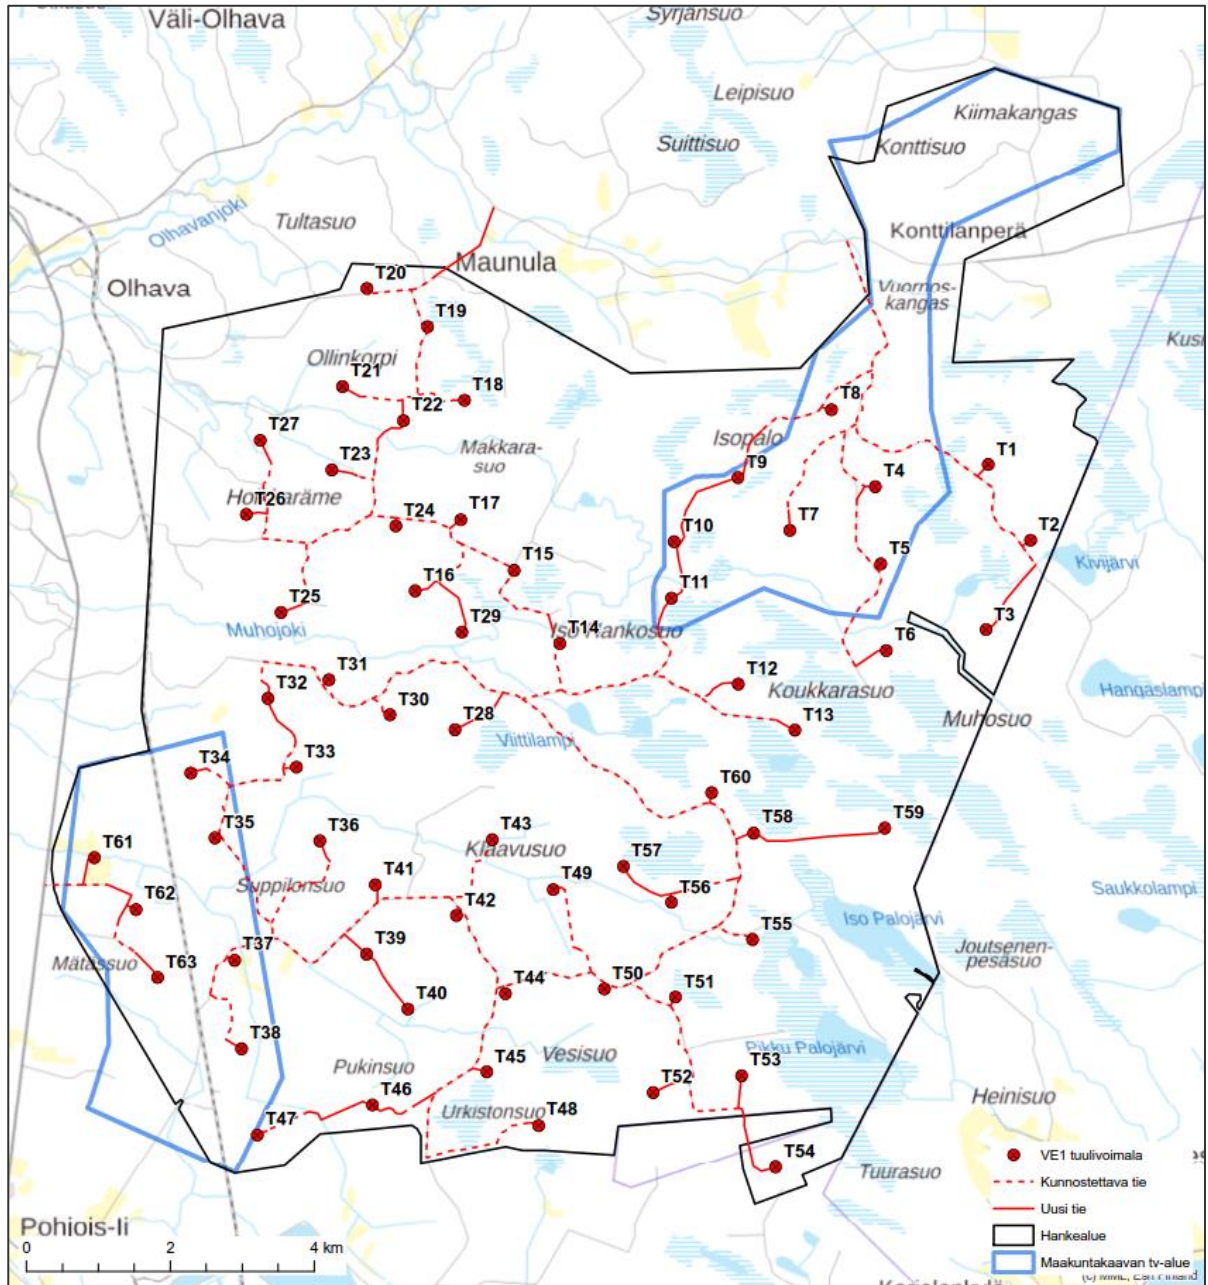 Väli-Olhava
Syrjänsuo
Leipisuo
Kiimakangas
Suittisuo
Konttisuo
Olhavanjoki
Tultasuo
Konttilanperä
Maunula
T20
Olhava
Vuornos-
kangas
T19
Ollinkorpi
T21
T18
T22
T8
T27
Makkara-
suo
Isopalo
T23
T9
T1
T4
T26
T24
T17
T10
T7
T2
T15
T5
Kivijärvi
T16
T11
T25
Muhojoki
T29
T14
T3
T6
T31
T12
Koukkarasuo
Hangaslampi
T32
T30
T28
T13
Muhosuo
Viittilampi
T34
T33
T60
T35
T36
T43
T58
T59
Klaavusuo
T61
T57
T41
T49
T56
Saukkolampi
Suppilonsuo
T62
T42
Iso Palojärvi
T55
Joutsenen-
pesäsuo
T37
T39
Mätässuo
T63
T50
T51
T44
T40
T38
Pikku Palojärvi
Vesisuo
T45
T53
Pukinsuo
T52
T46
Heinisuo
Urkistonsuo
T48
T47
T54
Tuurasuo
VE1 tuulivoimala
Kunnostettava tie
Uusi tie
Pohjois-Ii
Hankealue
0 2 4 km
Maakuntakaavan tv-alue